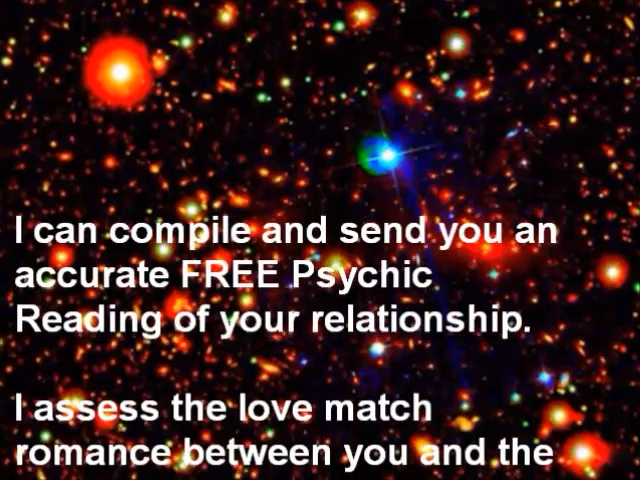 I can compile and send you an
accurate FREE Psychic
Reading of your relationship.
I assess the love match
romance between you and the